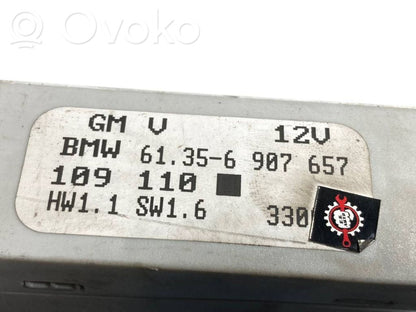 OVOKO
GM V 12V
BMW 61.35-6 907 657
109 110
HW1.1 SW1.6 330